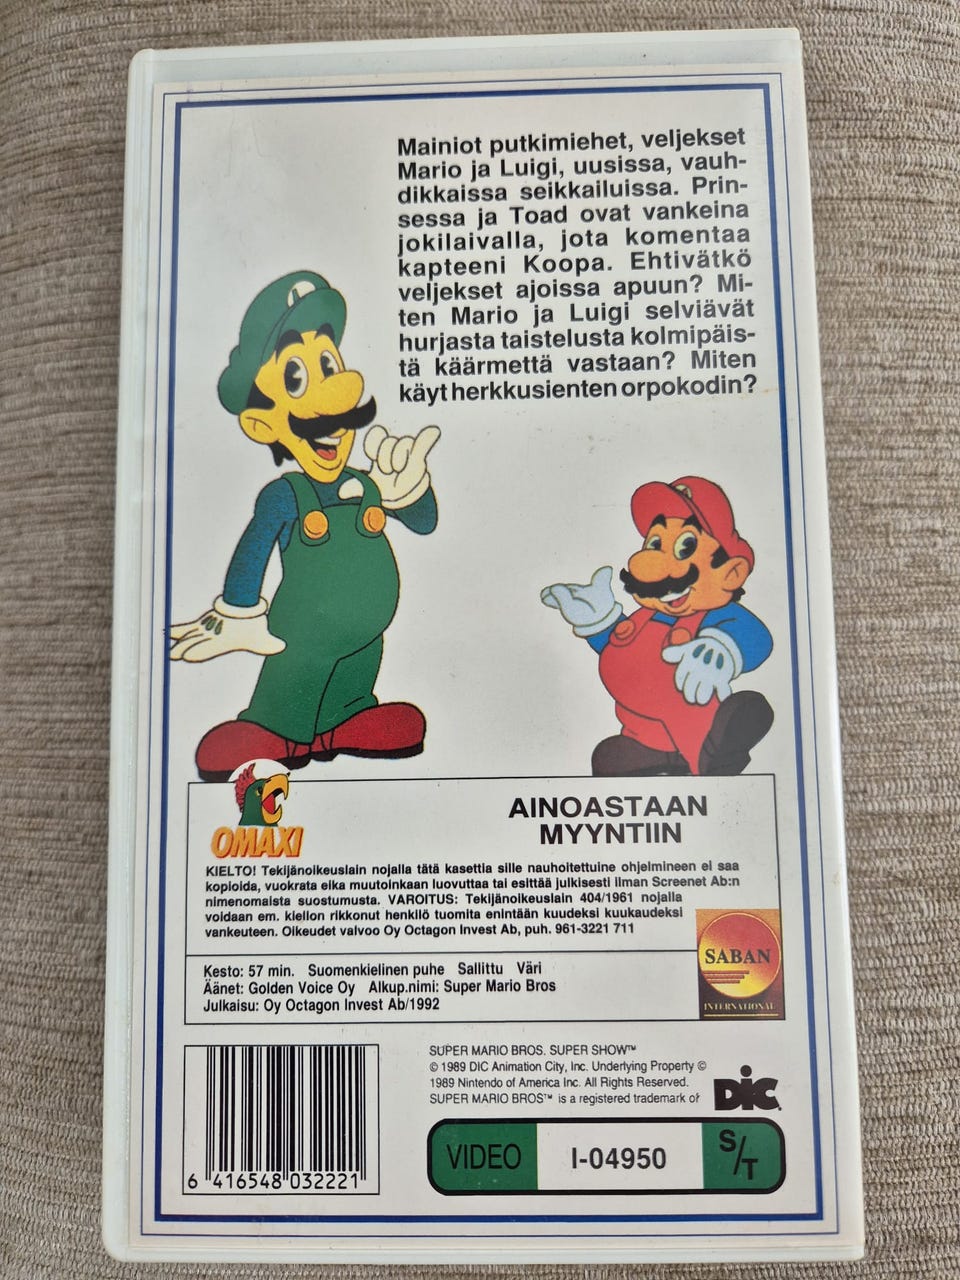 Mainiot putkimiehet, veljekset
Mario ja Luigi, uusissa, vauh-
dikkaissa seikkailuissa. Prin-
sessa ja Toad ovat vankeina
jokilaivalla, jota komentaa
kapteeni Koopa. Ehtivätkö
veljekset ajoissa apuun? Mi-
ten Mario ja Luigi selviävät
hurjasta taistelusta kolmipäis-
tä käärmettä vastaan? Miten
käyt herkkusienten orpokodin?
L
OMAXI
AINOASTAAN
MYYNTIIN
KIELTO! Tekijänoikeuslain nojalla tätä kasettia sille nauhoitettuine ohjelmineen ei saa
kopioida, vuokrata eika muutoinkaan luovuttaa tai esittää julkisesti ilman Screenet Ab:n
nimenomaista suostumusta. VAROITUS: Tekijänoikeuslain 404/1961 nojalla
voidaan em. kiellon rikkonut henkilö tuomita enintään kuudeksi kuukaudeksi
vankeuteen. Oikeudet valvoo Oy Octagon Invest Ab, puh. 961-3221 711
SABAN
INTERNATIONAL
Kesto: 57 min. Suomenkielinen puhe Sallittu Väri
Äänet: Golden Voice Oy Alkup.nimi: Super Mario Bros
Julkaisu: Oy Octagon Invest Ab/1992
SUPER MARIO BROS. SUPER SHOW™
© 1989 DIC Animation City, Inc. Underlying Property ©
1989 Nintendo of America Inc. All Rights Reserved.
SUPER MARIO BROS™ is a registered trademark of
DIC
6 416548 032221
VIDEO I-04950 S/T